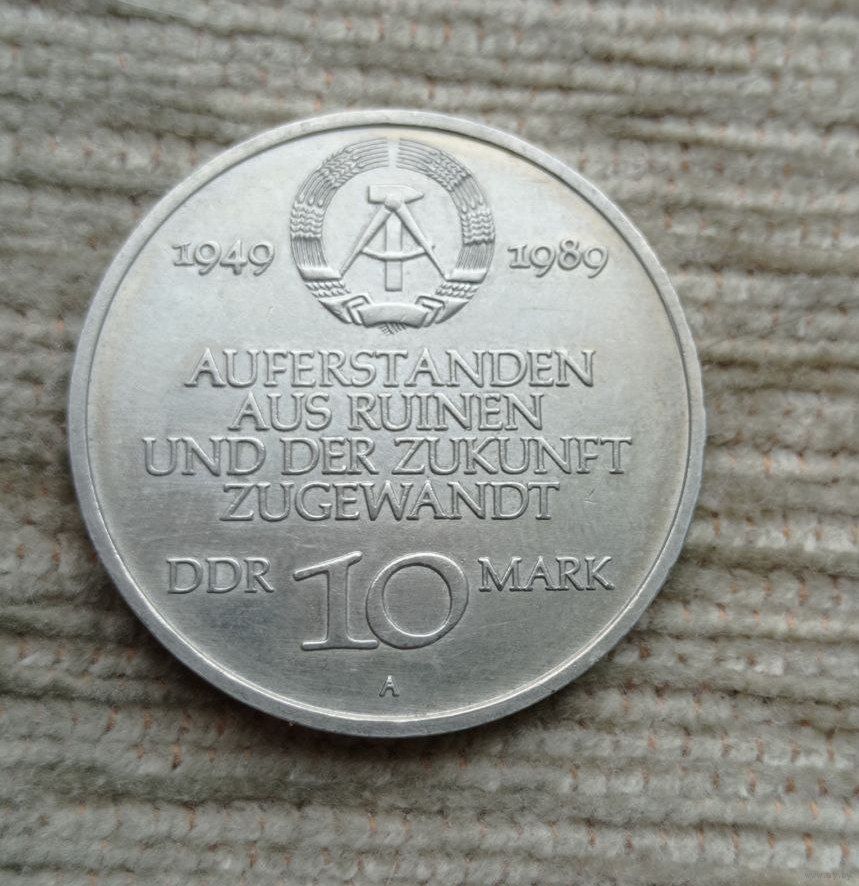 1949 1989
AUFERSTANDEN
AUS RUINEN
UND DER ZUKUNFT
ZUGEWANDT
DDR 10 MARK
A